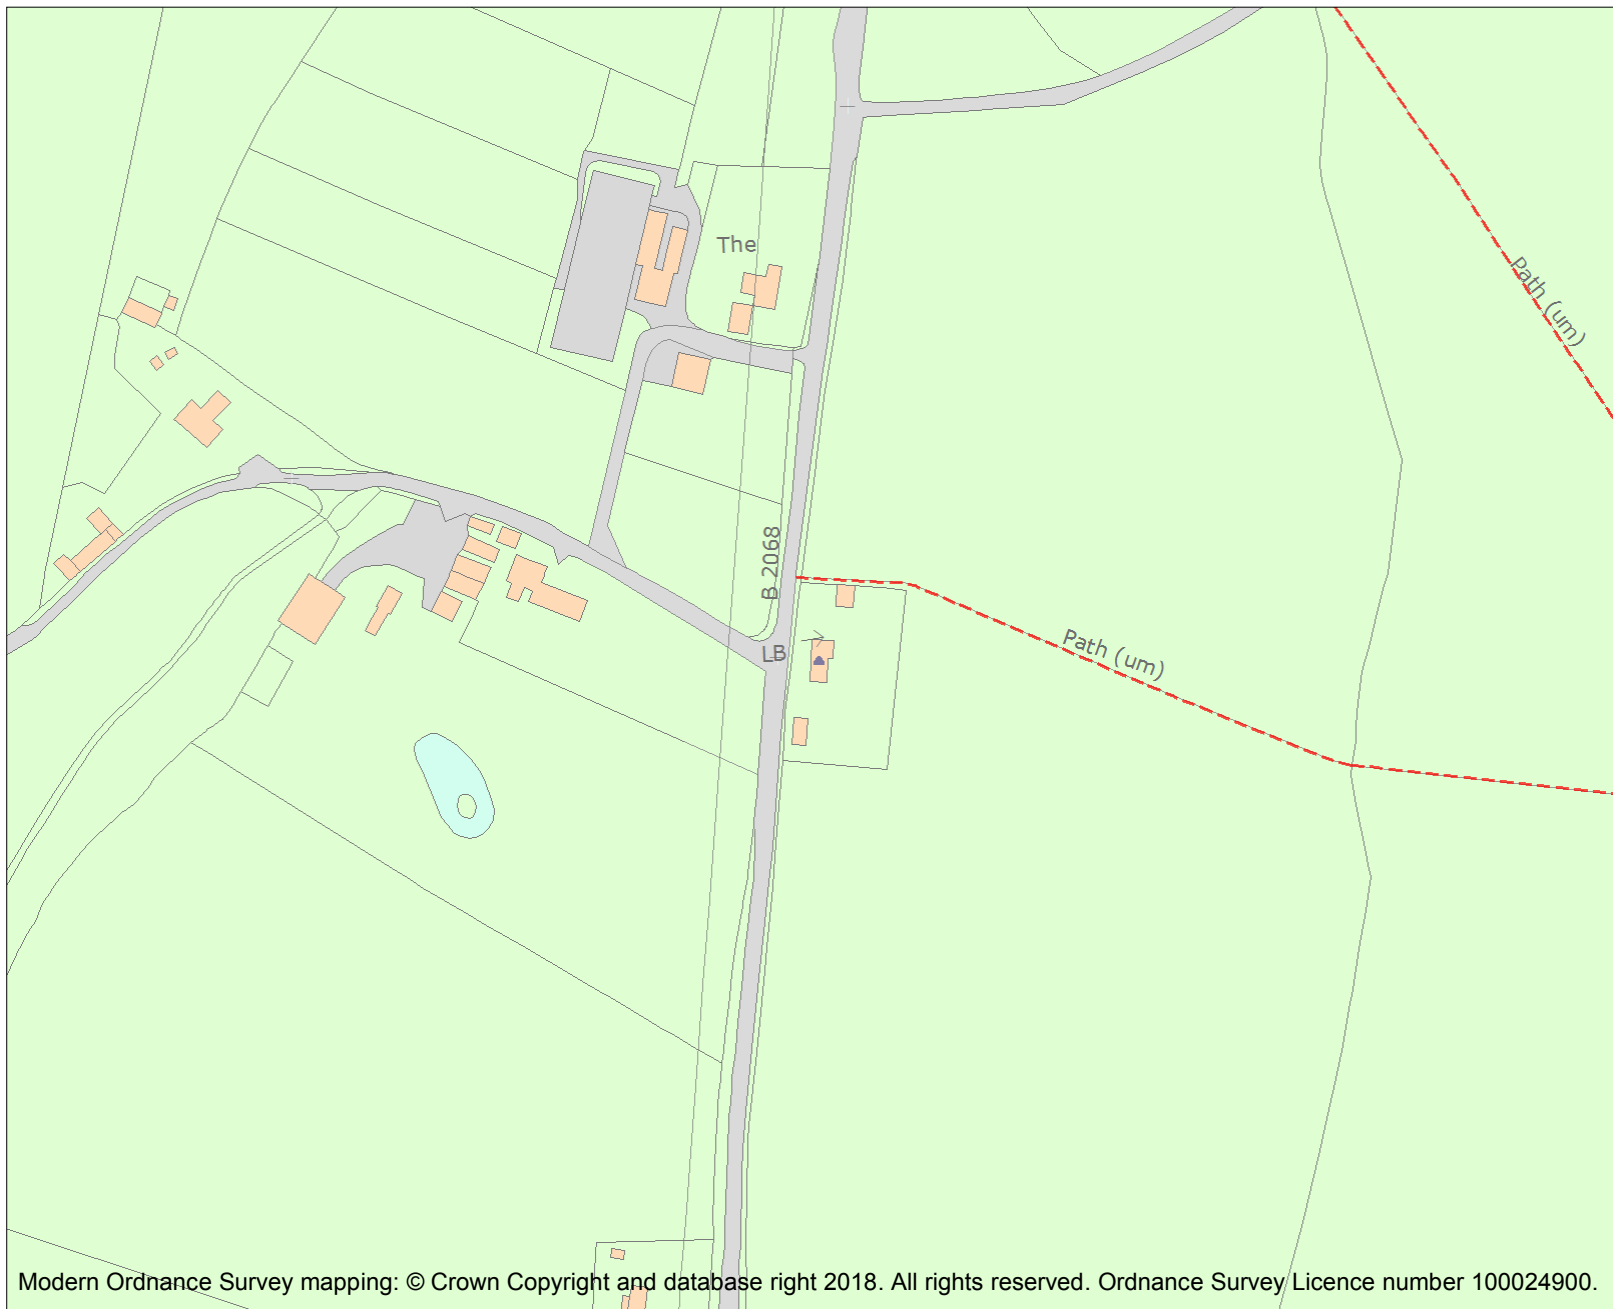 The
Path (um)
B 2068
Path (um)
LB
Modern Ordnance Survey mapping: © Crown Copyright and database right 2018. All rights reserved. Ordnance Survey Licence number 100024900.